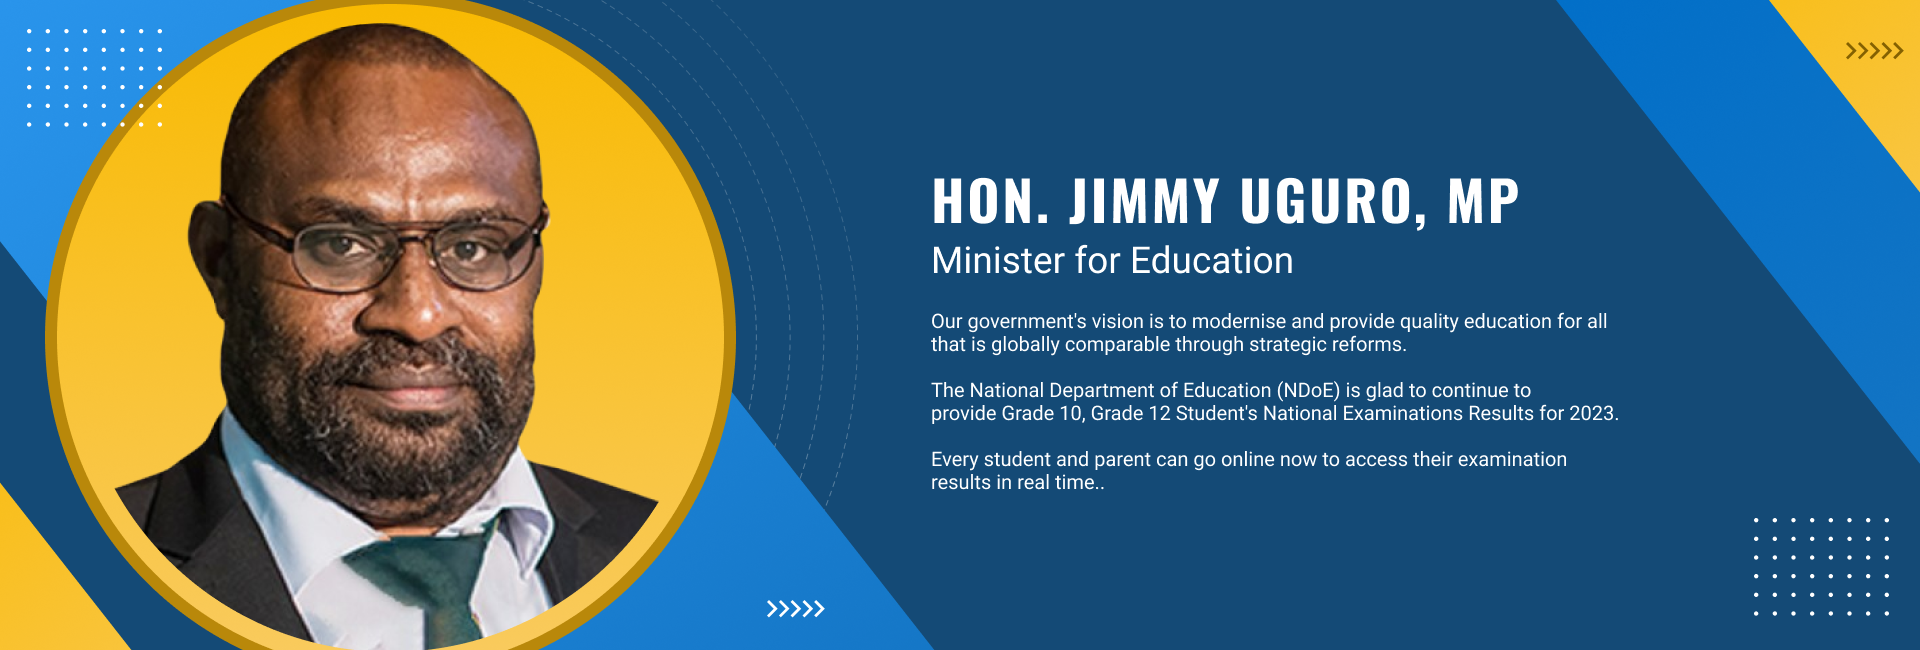 HON. JIMMY UGURO, MP
Minister for Education
Our government's vision is to modernise and provide quality education for all
that is globally comparable through strategic reforms.
The National Department of Education (NDoE) is glad to continue to
provide Grade 10, Grade 12 Student's National Examinations Results for 2023.
Every student and parent can go online now to access their examination
results in real time..